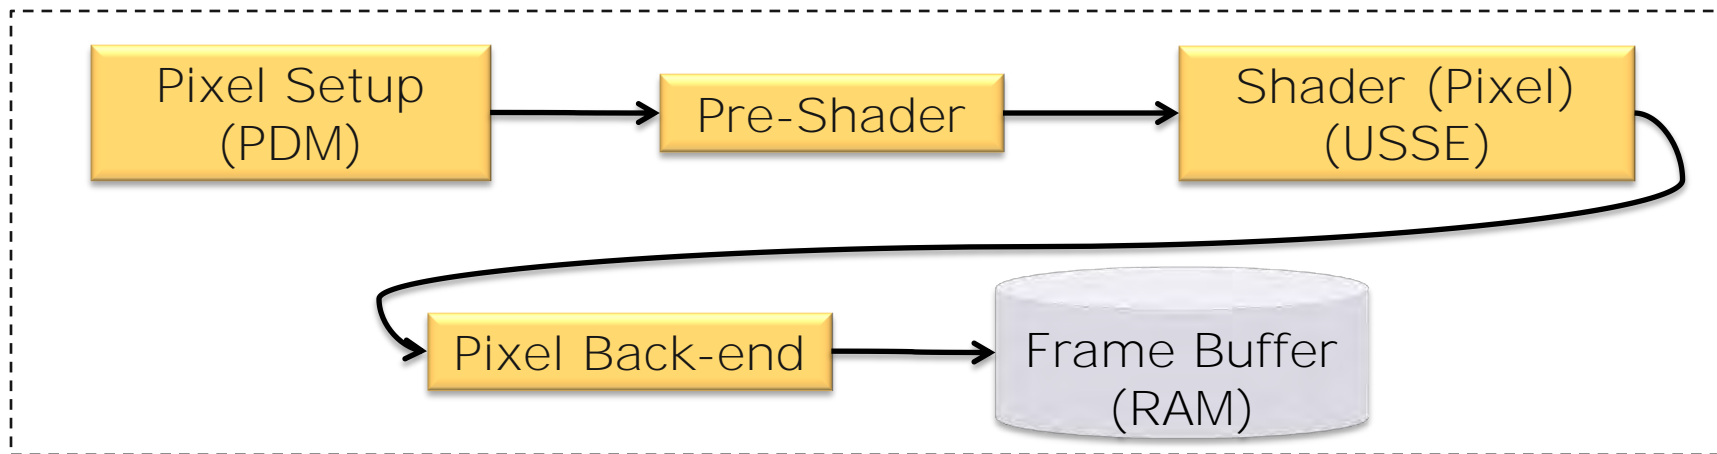 Pixel Setup
(PDM)
Pre-Shader
Shader (Pixel)
(USSE)
Pixel Back-end
Frame Buffer
(RAM)